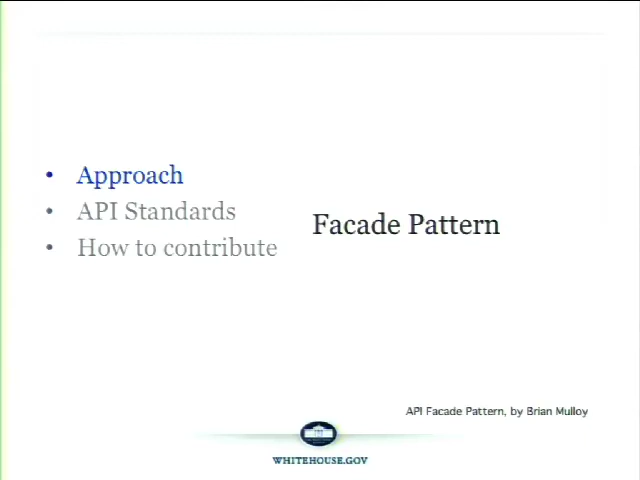 • Approach
• API Standards
• How to contribute
Facade Pattern
API Facade Pattern, by Brian Mulloy
WHITEHOUSE.GOV